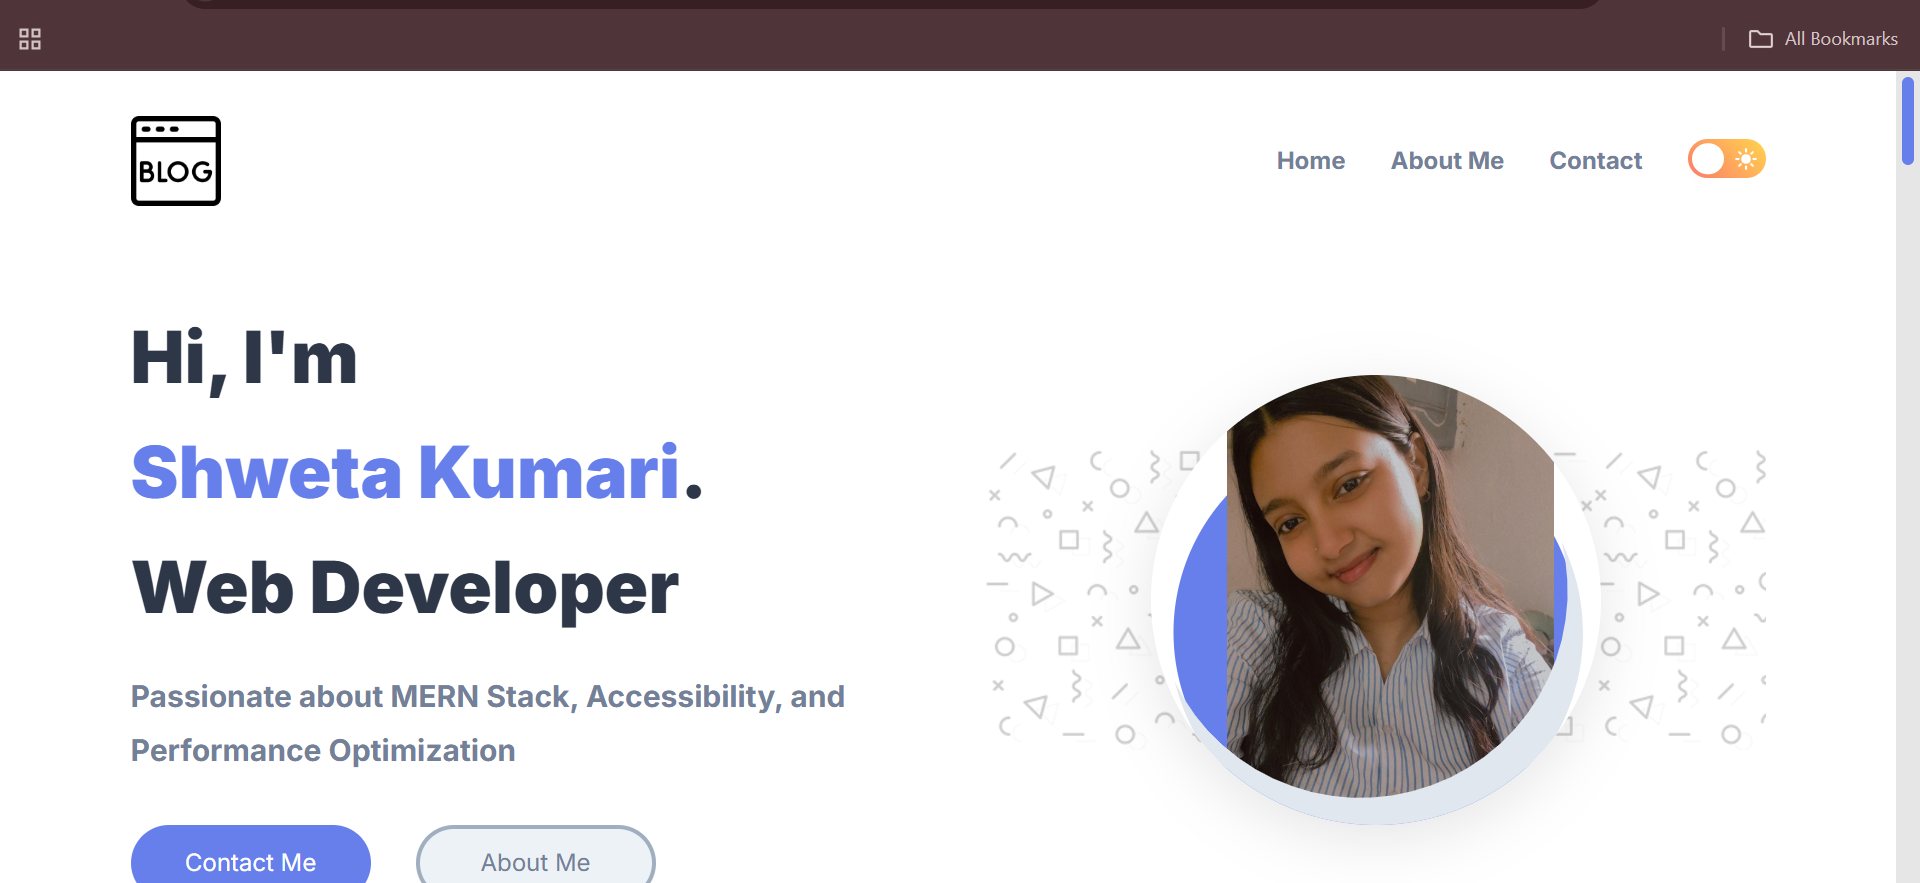 All Bookmarks
BLOG
Home About Me Contact
Hi, I'm
Shweta Kumari.
Web Developer
Passionate about MERN Stack, Accessibility, and
Performance Optimization
Contact Me About Me